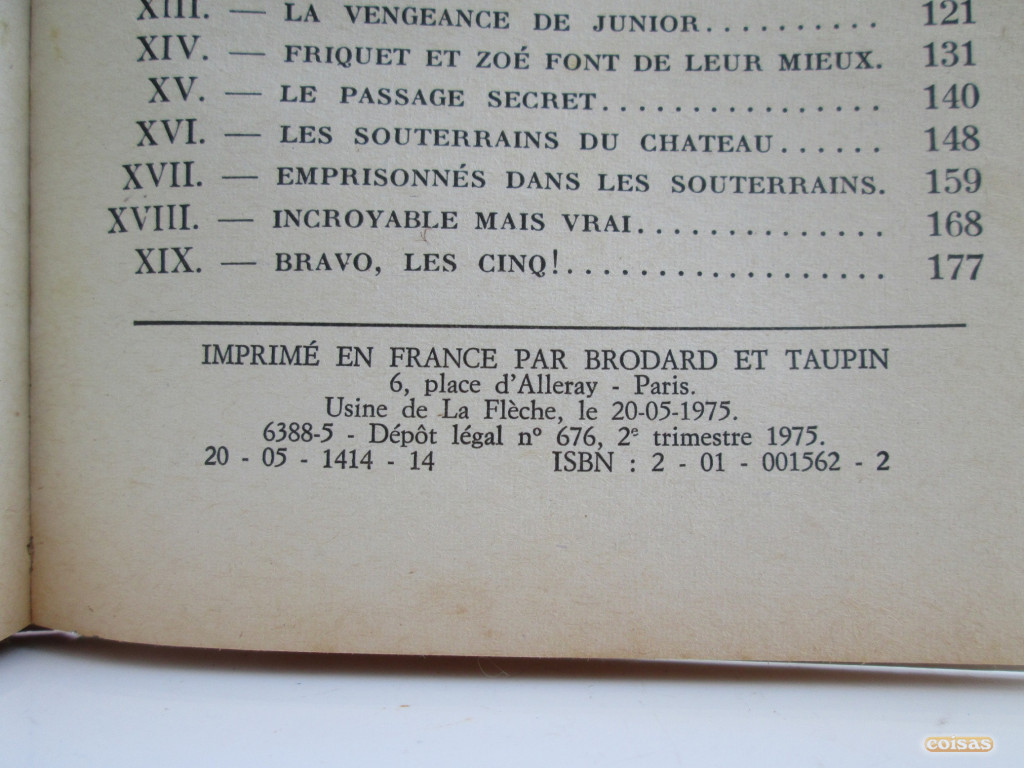 XIII. — LA VENGEANCE DE JUNIOR.......... 121
XIV. — FRIQUET ET ZOÉ FONT DE LEUR MIEUX. 131
XV. — LE PASSAGE SECRET................ 140
XVI. — LES SOUTERRAINS DU CHATEAU...... 148
XVII. — EMPRISONNÉS DANS LES SOUTERRAINS. 159
XVIII. — INCROYABLE MAIS VRAI.............. 168
XIX. — BRAVO, LES CINQ!................... 177
IMPRIMÉ EN FRANCE PAR BRODARD ET TAUPIN
6, place d'Alleray - Paris.
Usine de La Flèche, le 20-05-1975.
6388-5 - Dépôt légal nº 676, 2e trimestre 1975.
20 - 05 - 1414 - 14 ISBN : 2 - 01 - 001562 - 2
coisas